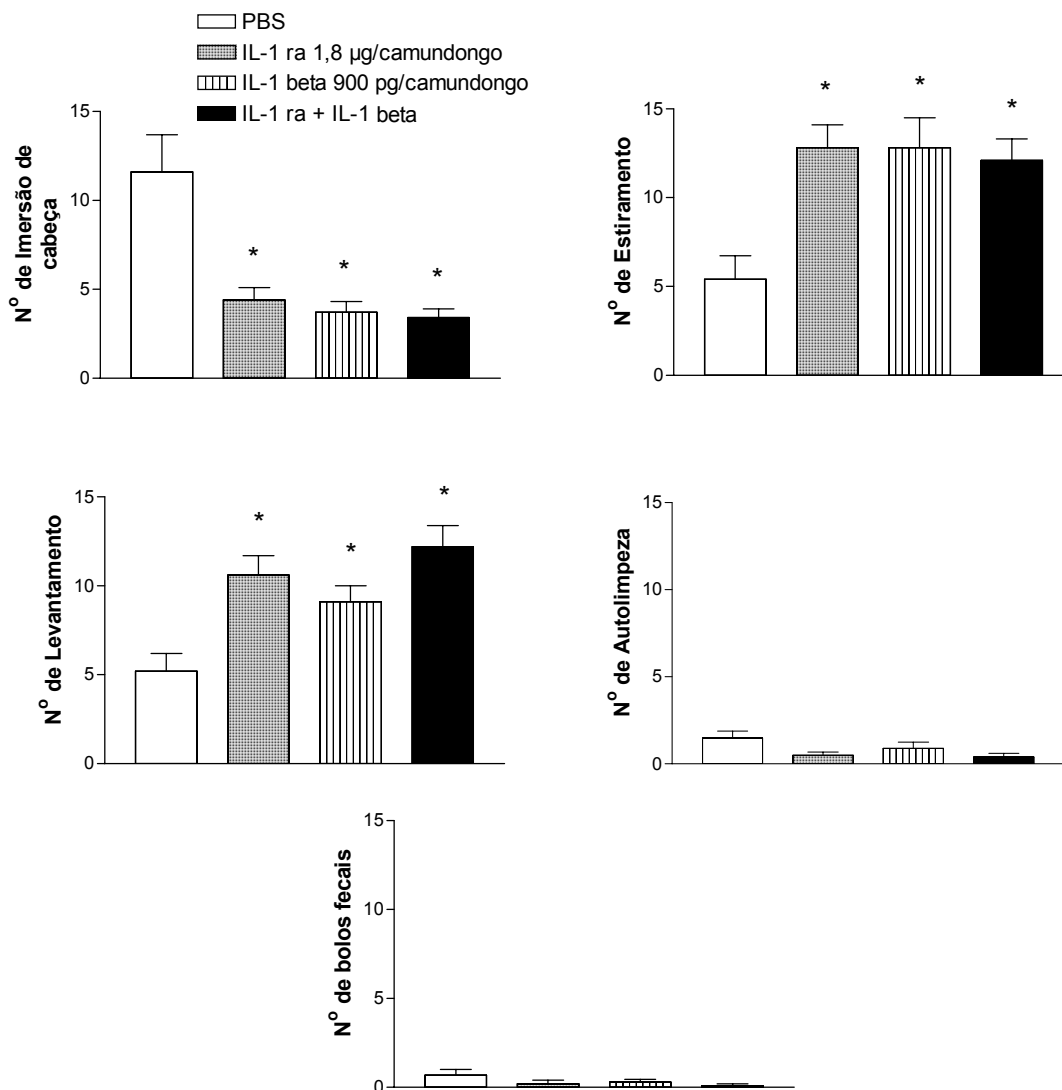 PBS
IL-1 ra 1,8 µg/camundongo
IL-1 beta 900 pg/camundongo
IL-1 ra + IL-1 beta
15
10
5
0
Nº de Imersão de
cabeça
*
*
*
15
10
5
0
Nº de Estiramento
*
*
*
15
10
5
0
Nº de Levantamento
*
*
*
15
10
5
0
Nº de Autolimpeza
15
10
5
0
Nº de bolos fecais